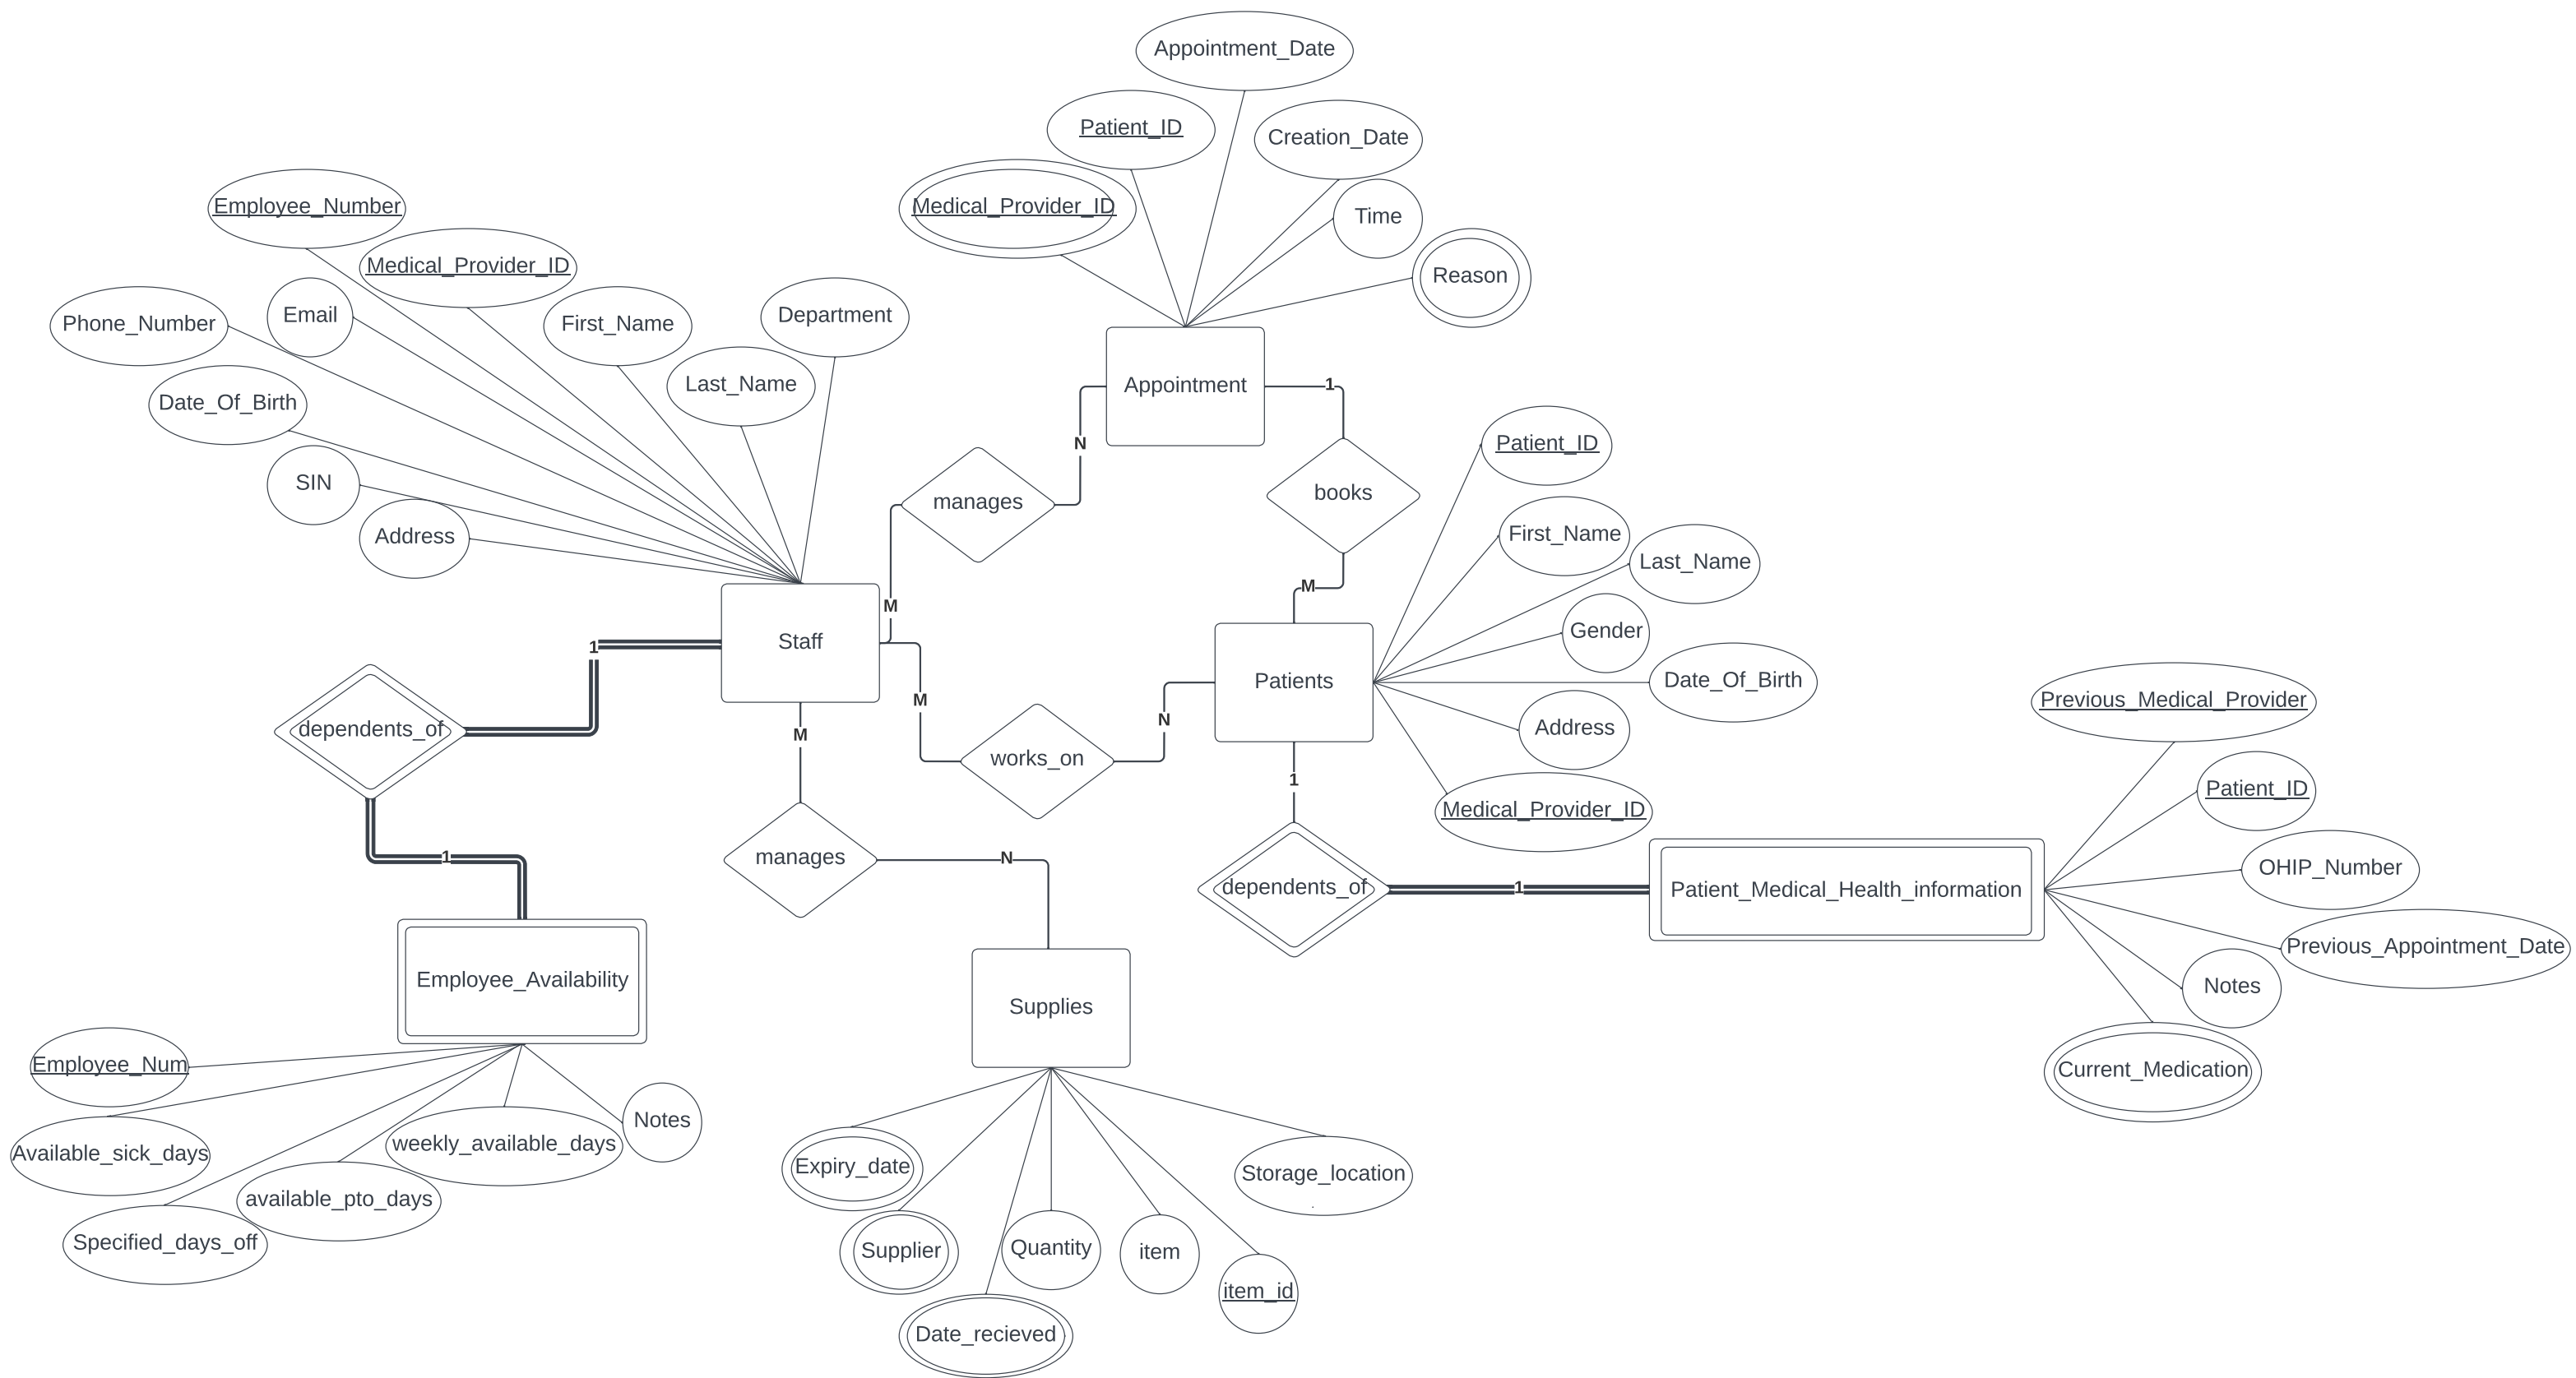 Appointment_Date
Patient_ID
Creation_Date
Medical_Provider_ID
Time
Reason
Employee_Number
Medical_Provider_ID
Email
Phone_Number
First_Name
Department
Last_Name
Date_Of_Birth
SIN
Address
Appointment
1
N
manages
books
M
M
Staff
1
dependents_of
M
M
N
works_on
manages
N
1
Employee_Availability
Employee_Num
Available_sick_days
Specified_days_off
available_pto_days
weekly_available_days
Notes
Supplies
Expiry_date
Supplier
Date_recieved
Quantity
item
item_id
Storage_location
.
Patients
Patient_ID
First_Name
Last_Name
Gender
Date_Of_Birth
Address
Medical_Provider_ID
1
dependents_of
1
Patient_Medical_Health_information
Previous_Medical_Provider
Patient_ID
OHIP_Number
Previous_Appointment_Date
Notes
Current_Medication